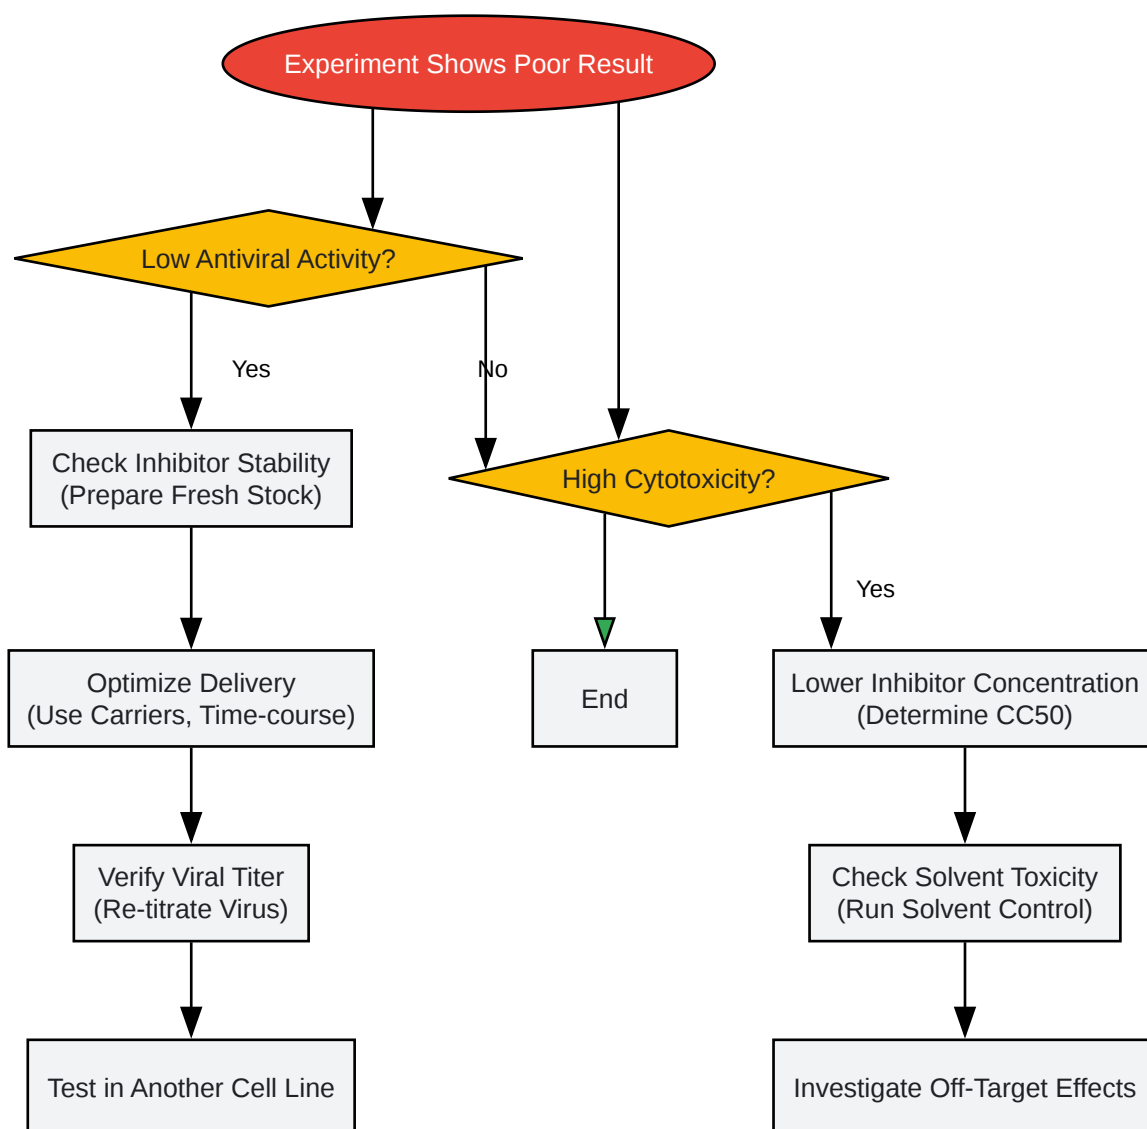 Experiment Shows Poor Result
Low Antiviral Activity?
Yes
No
Check Inhibitor Stability
(Prepare Fresh Stock)
High Cytotoxicity?
Yes
Optimize Delivery
(Use Carriers, Time-course)
End
Lower Inhibitor Concentration
(Determine CC50)
Verify Viral Titer
(Re-titrate Virus)
Check Solvent Toxicity
(Run Solvent Control)
Test in Another Cell Line
Investigate Off-Target Effects